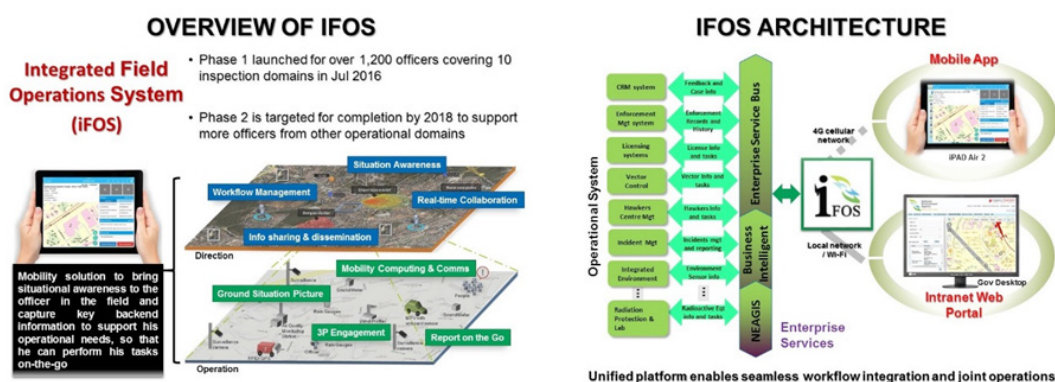 OVERVIEW OF IFOS
Integrated Field
Operations System
(iFOS)
• Phase 1 launched for over 1,200 officers covering 10
inspection domains in Jul 2016
• Phase 2 is targeted for completion by 2018 to support
more officers from other operational domains
Situation Awareness
Workflow Management
Real-time Collaboration
Info sharing & dissemination
Direction
Mobility Computing & Comms
Ground Situation Picture
3P Engagement
Report on the Go
Operation
Mobility solution to bring
situational awareness to the
officer in the field and
capture key backend
information to support his
operational needs, so that
he can perform his tasks
on-the-go
IFOS ARCHITECTURE
Operational System
CRM system
Feedback and
Case info
Enforcement
Mgt system
Enforcement
Records and
History
Licensing
systems
License info
and tasks
Vector
Control
Vector info and
tasks
Hawkers
Centre Mgt
Hawkers info
and tasks
Incident Mgt
Incidents mgt
and reporting
Integrated
Environment
Environment
Sensor info
Radiation
Protection &
Lab
Radioactive Eqt
info and tasks
Enterprise Service Bus
Business
Intelligent
NEAGIS
Enterprise
Services
iFOS
4G cellular
network
Local network
/ Wi-Fi
Mobile App
iPAD Air 2
Gov Desktop
Intranet Web
Portal
Unified platform enables seamless workflow integration and joint operations